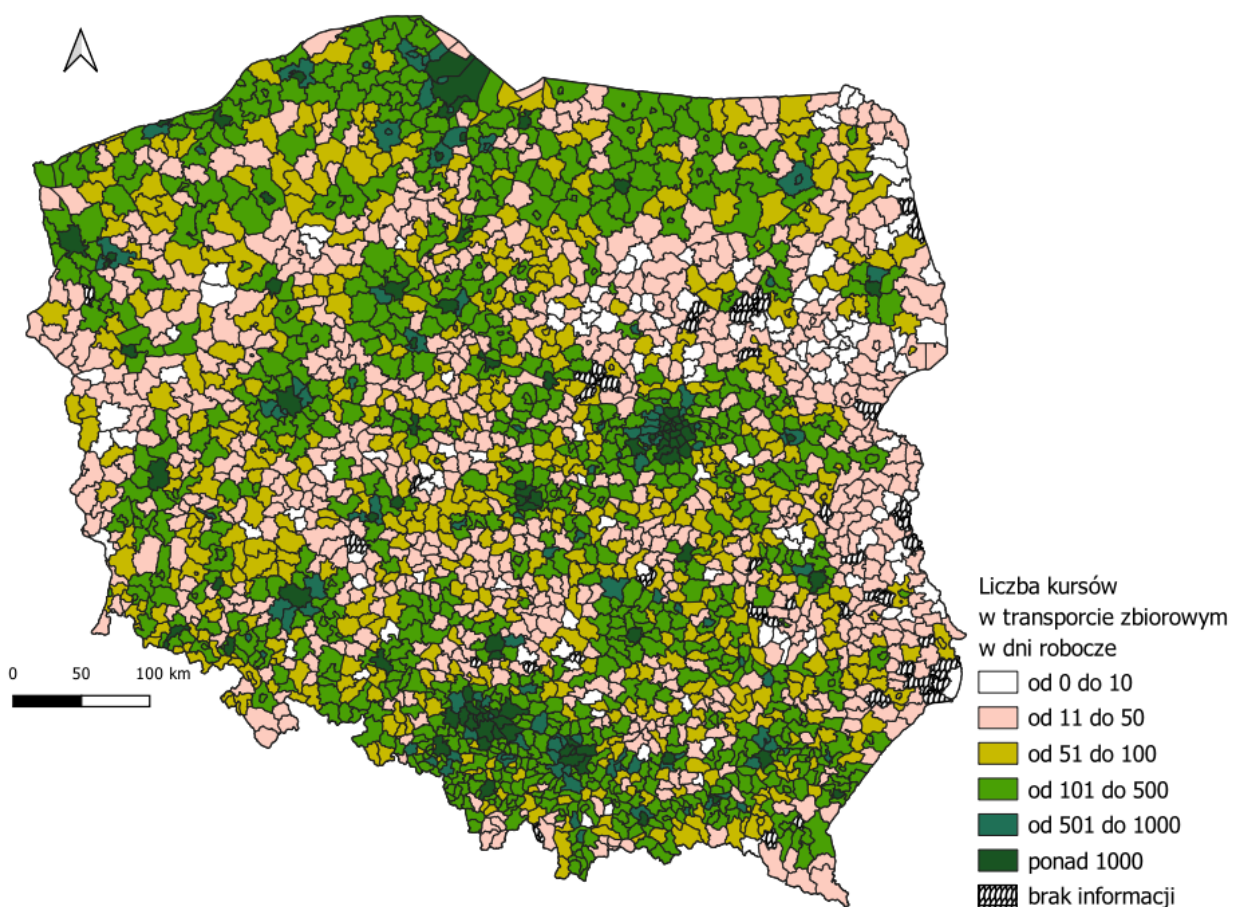 0 50 100 km
Liczba kursów
w transporcie zbiorowym
w dni robocze
od 0 do 10
od 11 do 50
od 51 do 100
od 101 do 500
od 501 do 1000
ponad 1000
brak informacji